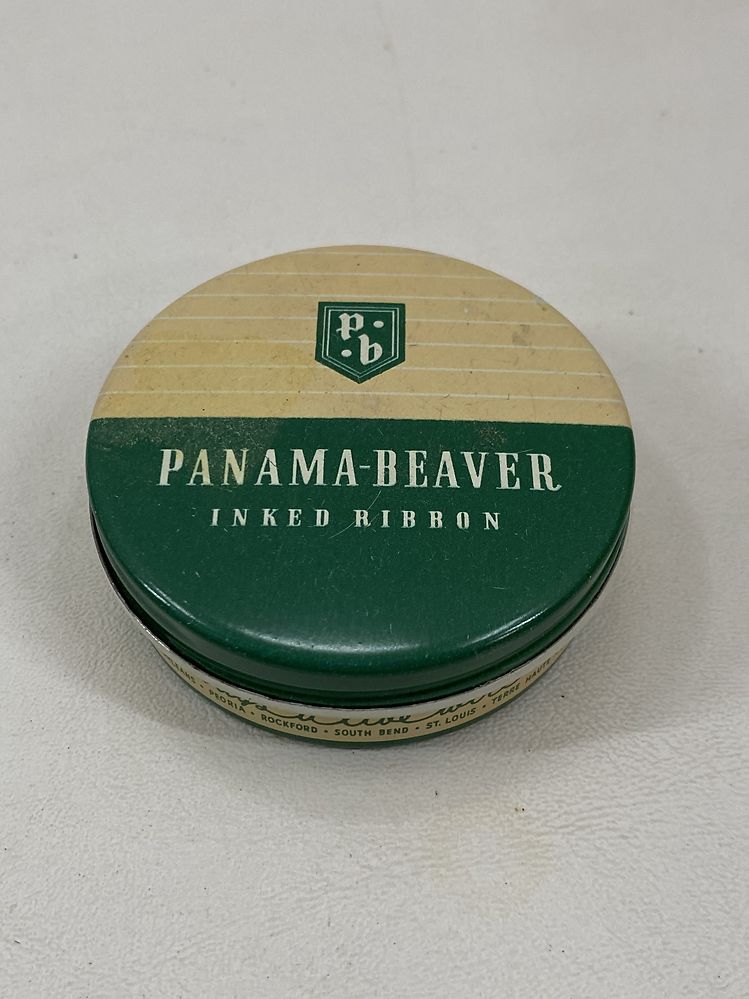 p·
·b
PANAMA-BEAVER
INKED RIBBON
PEORIA • ROCKFORD • SOUTH BEND • ST. LOUIS • TERRE HAUTE